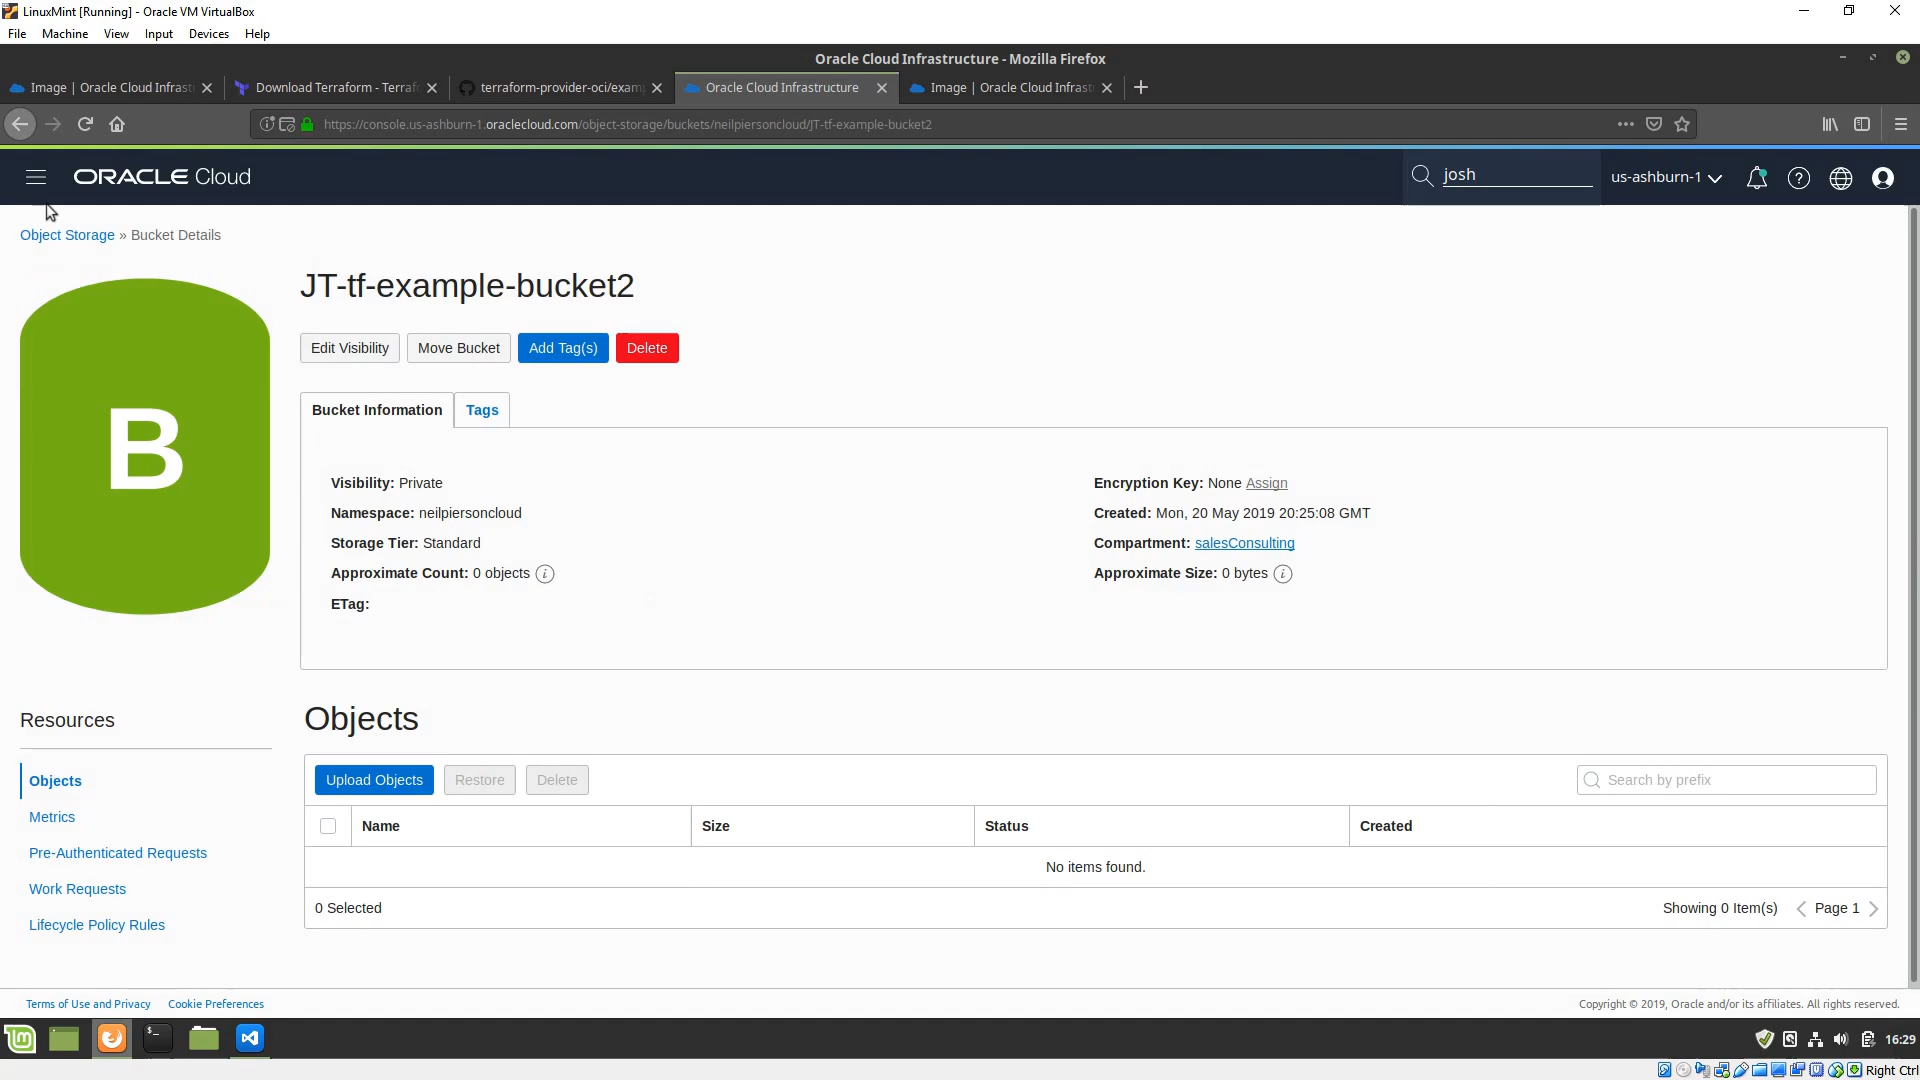 LinuxMint [Running] - Oracle VM VirtualBox
File Machine View Input Devices Help
Oracle Cloud Infrastructure - Mozilla Firefox
Image | Oracle Cloud Infrast
Download Terraform - Terraf
terraform-provider-oci/exam
Oracle Cloud Infrastructure
Image | Oracle Cloud Infrast
https://console.us-ashburn-1.oraclecloud.com/object-storage/buckets/neilpiersoncloud/JT-tf-example-bucket2
ORACLE Cloud
josh
us-ashburn-1
Object Storage » Bucket Details
B
JT-tf-example-bucket2
Edit Visibility Move Bucket Add Tag(s) Delete
Bucket Information Tags
Visibility: Private
Namespace: neilpiersoncloud
Storage Tier: Standard
Approximate Count: 0 objects
ETag:
Encryption Key: None Assign
Created: Mon, 20 May 2019 20:25:08 GMT
Compartment: salesConsulting
Approximate Size: 0 bytes
Resources
Objects
Metrics
Pre-Authenticated Requests
Work Requests
Lifecycle Policy Rules
Objects
Upload Objects Restore Delete
Search by prefix
Name Size Status Created
No items found.
0 Selected
Showing 0 Item(s) Page 1
Terms of Use and Privacy Cookie Preferences
Copyright © 2019, Oracle and/or its affiliates. All rights reserved.
16:29
Right Ctrl